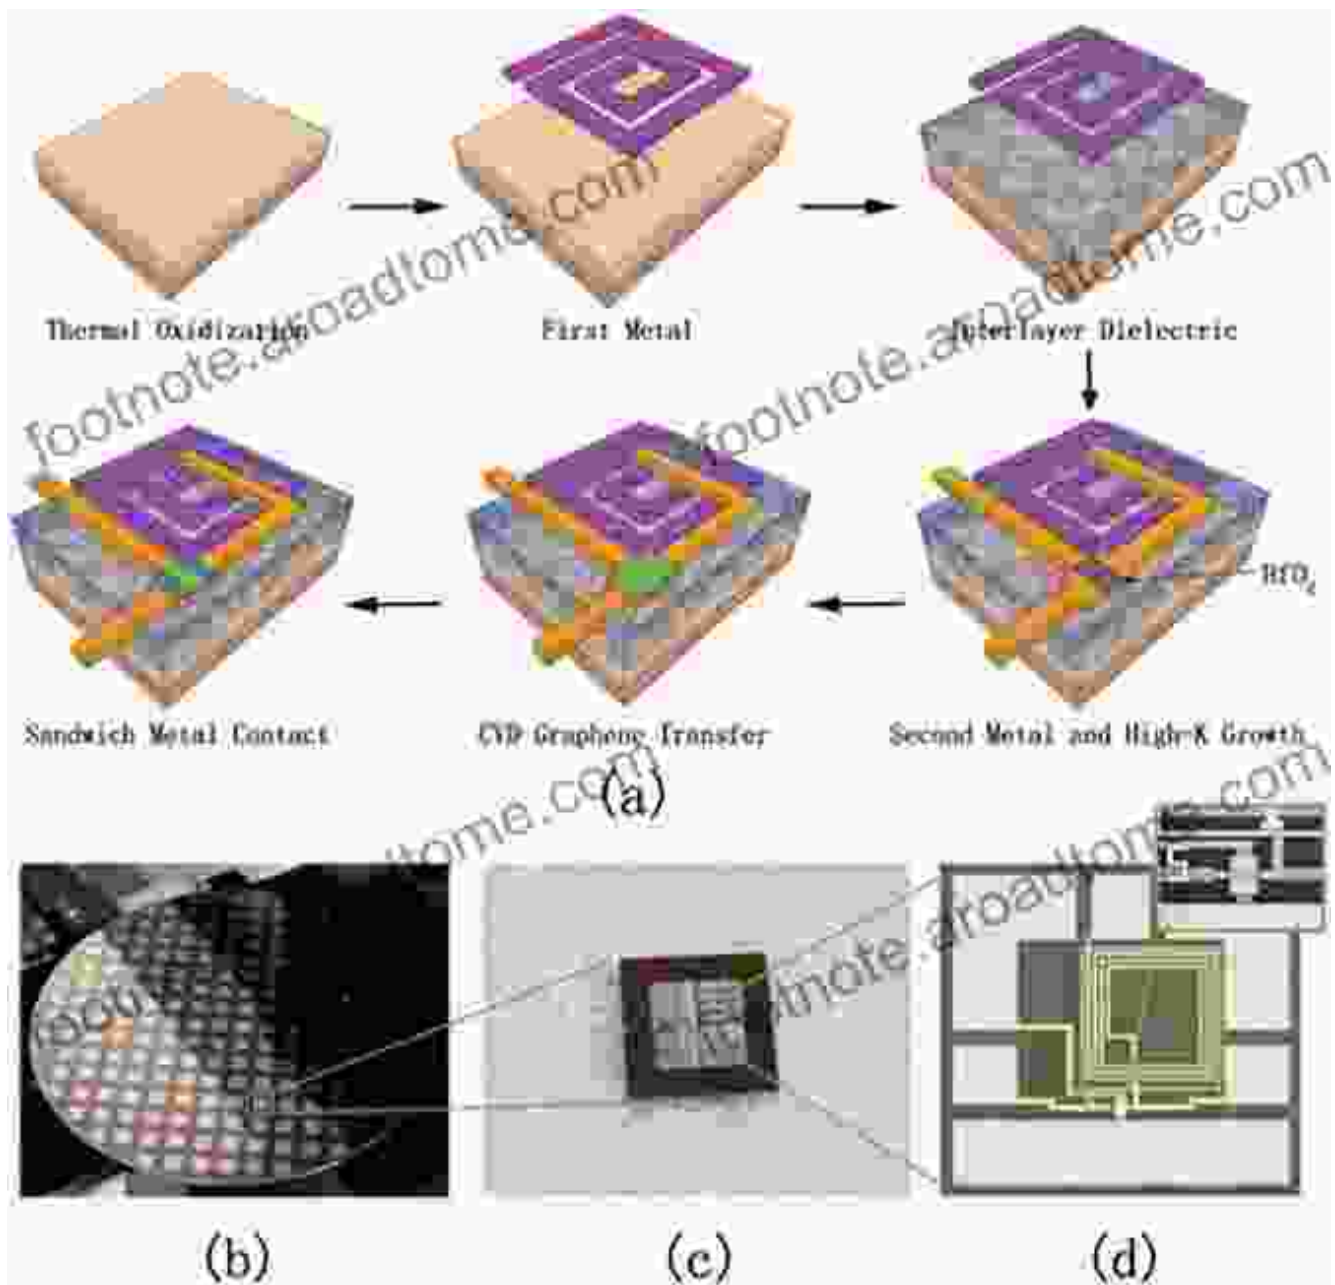 Thermal Oxidization
First Metal
Interlayer Dielectric
HfO2
Sandwich Metal Contact
CVD Graphene Transfer
Second Metal and High-K Growth
(a)
(b)
(c)
(d)
footnote.aroadtome.com
footnote.aroadtome.com
footnote.aroadtome.com
footnote.aroadtome.com